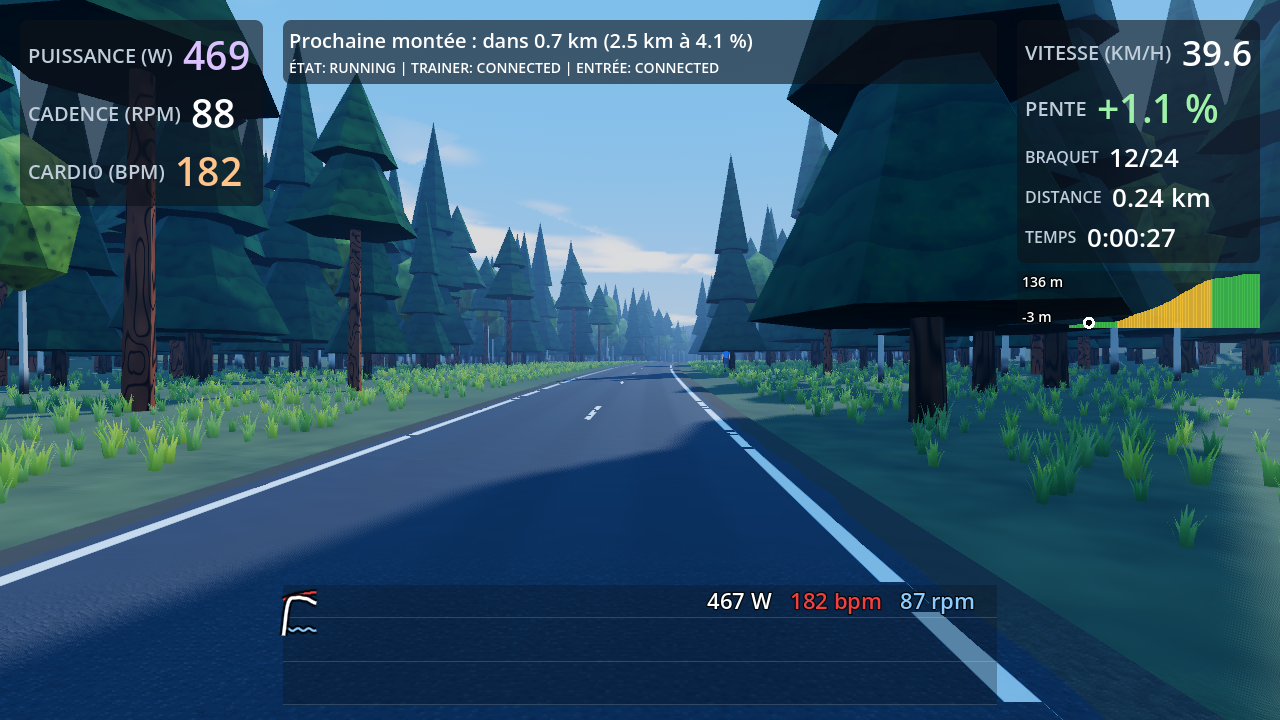 PUISSANCE (W) 469
CADENCE (RPM) 88
CARDIO (BPM) 182
Prochaine montée : dans 0.7 km (2.5 km à 4.1 %)
ÉTAT: RUNNING | TRAINER: CONNECTED | ENTRÉE: CONNECTED
VITESSE (KM/H) 39.6
PENTE +1.1 %
BRAQUET 12/24
DISTANCE 0.24 km
TEMPS 0:00:27
136 m
-3 m
467 W 182 bpm 87 rpm